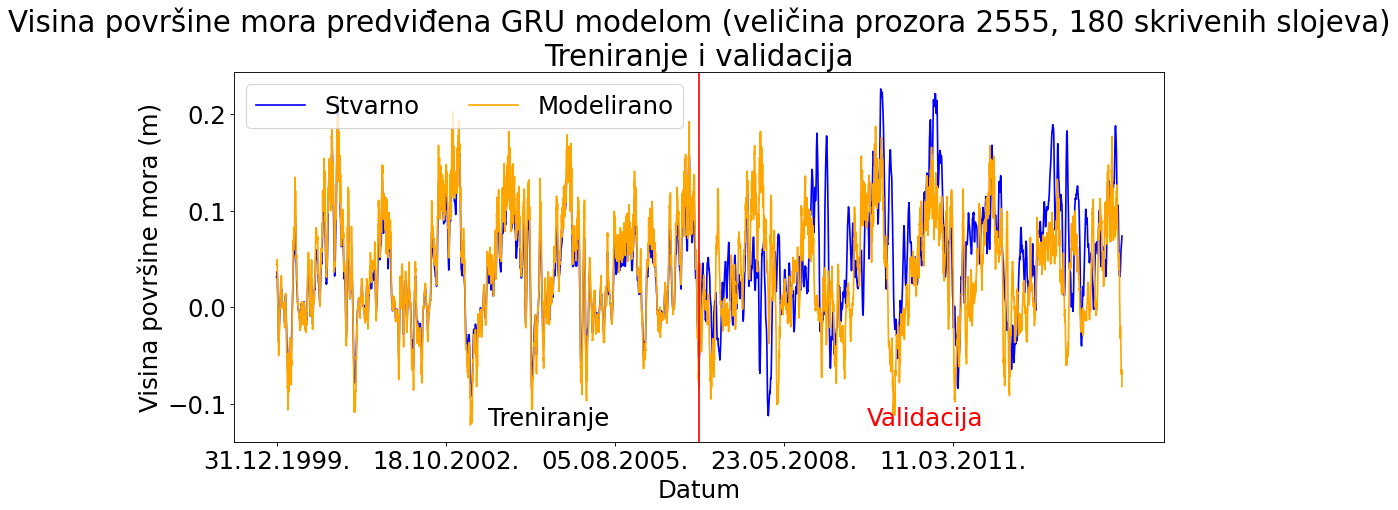 Visina površine mora predviđena GRU modelom (veličina prozora 2555, 180 skrivenih slojeva)
Treniranje i validacija
Stvarno
Modelirano
Visina površine mora (m)
0.2
0.1
0.0
−0.1
Treniranje
Validacija
31.12.1999.
18.10.2002.
05.08.2005.
23.05.2008.
11.03.2011.
Datum